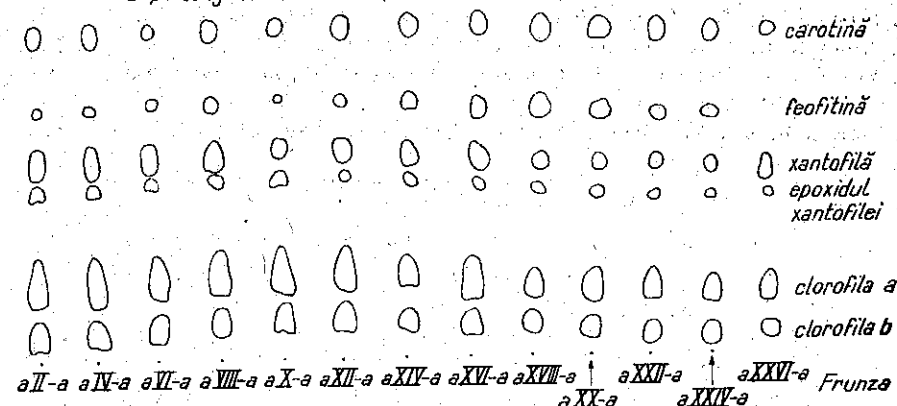 carotină
feofitină
xantofilă
epoxidul
xantofilei
clorofila a
clorofila b
a II-a a IV-a a VI-a a VIII-a a X-a a XII-a a XIV-a a XVI-a a XVIII-a a XX-a a XXII-a a XXIV-a a XXVI-a Frunza